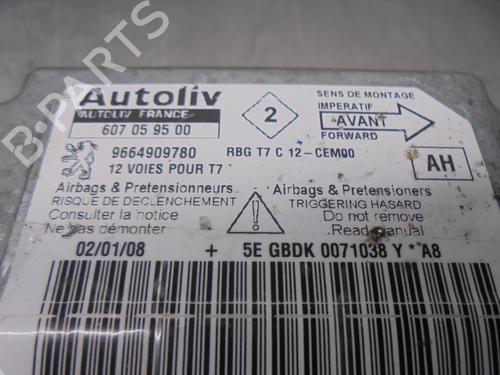 B-PARTS
Autoliv
AUTOLIV FRANCE
607 05 95 00
2
SENS DE MONTAGE
IMPERATIF
AVANT
FORWARD
9664909780
RBG T7 C 12-CEM00
12 VOIES POUR T7
AH
Airbags & Pretensionneurs
RISQUE DE DECLENCHEMENT
Consulter la notice
Ne pas démonter
Airbags & Pretensioners
TRIGGERING HASARD
Do not remove
Read manual
02/01/08 + 5E GBDK 0071038 Y * A8